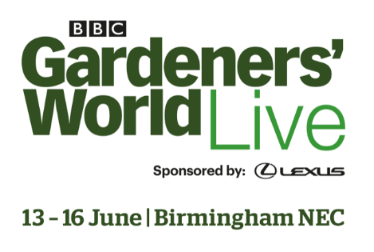 BBC
Gardeners'
World Live
Sponsored by: LEXUS
13 – 16 June | Birmingham NEC